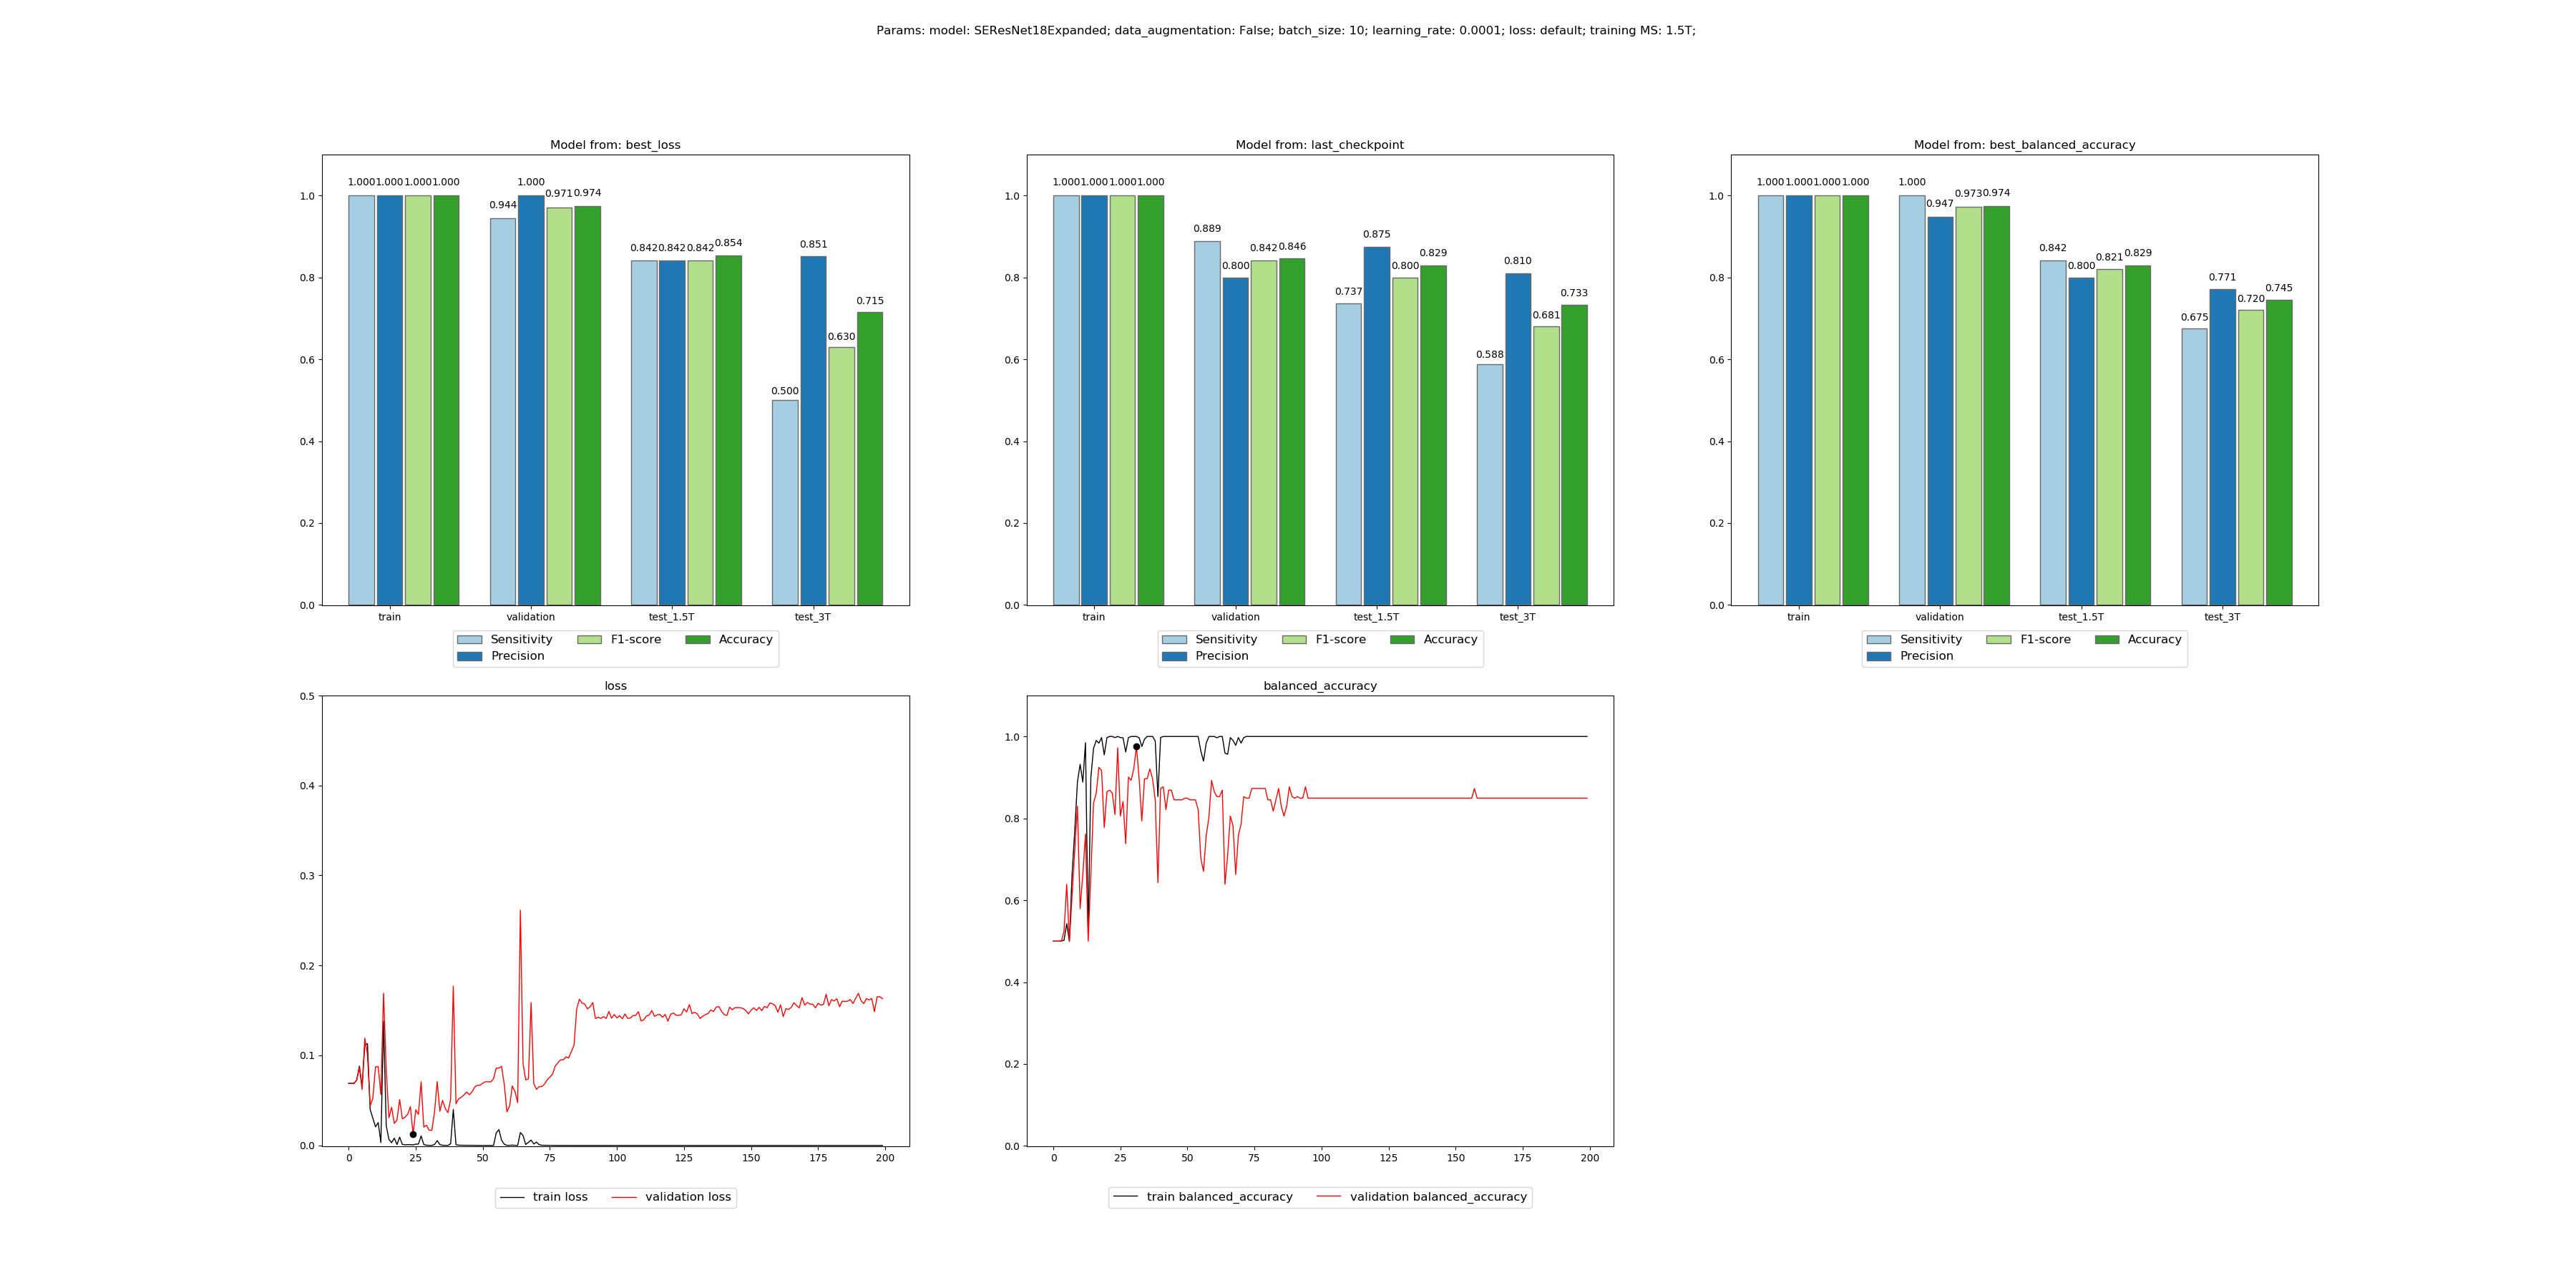 Params: model: SEResNet18Expanded; data_augmentation: False; batch_size: 10; learning_rate: 0.0001; loss: default; training MS: 1.5T;
Model from: best_loss
1.000 1.000 1.000 1.000
0.944 1.000 0.971 0.974
0.842 0.842 0.842 0.854
0.500 0.851 0.630 0.715
1.0
0.8
0.6
0.4
0.2
0.0
train validation test_1.5T test_3T
Sensitivity F1-score Accuracy
Precision
Model from: last_checkpoint
1.000 1.000 1.000 1.000
0.889 0.800 0.842 0.846
0.737 0.875 0.800 0.829
0.588 0.810 0.681 0.733
1.0
0.8
0.6
0.4
0.2
0.0
train validation test_1.5T test_3T
Sensitivity F1-score Accuracy
Precision
Model from: best_balanced_accuracy
1.000 1.000 1.000 1.000
1.000 0.947 0.973 0.974
0.842 0.800 0.821 0.829
0.675 0.771 0.720 0.745
1.0
0.8
0.6
0.4
0.2
0.0
train validation test_1.5T test_3T
Sensitivity F1-score Accuracy
Precision
loss
0.5
0.4
0.3
0.2
0.1
0.0
0 25 50 75 100 125 150 175 200
train loss validation loss
balanced_accuracy
1.0
0.8
0.6
0.4
0.2
0.0
0 25 50 75 100 125 150 175 200
train balanced_accuracy validation balanced_accuracy